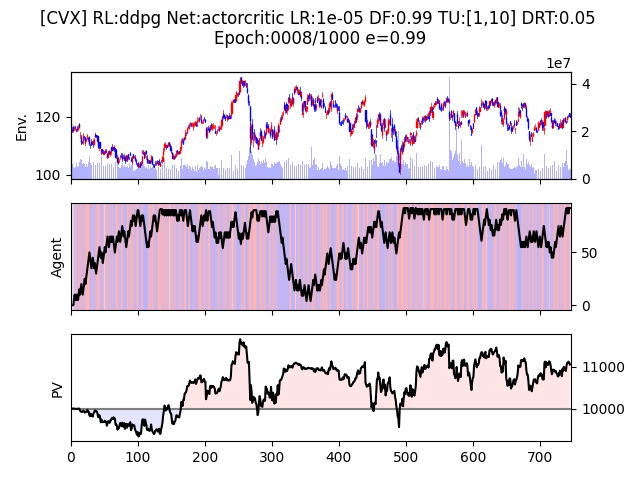 [CVX] RL:ddpg Net:actorcritic LR:1e-05 DF:0.99 TU:[1,10] DRT:0.05
Epoch:0008/1000 e=0.99
1e7
Env.
120
100
4
2
0
Agent
50
0
PV
11000
10000
0 100 200 300 400 500 600 700